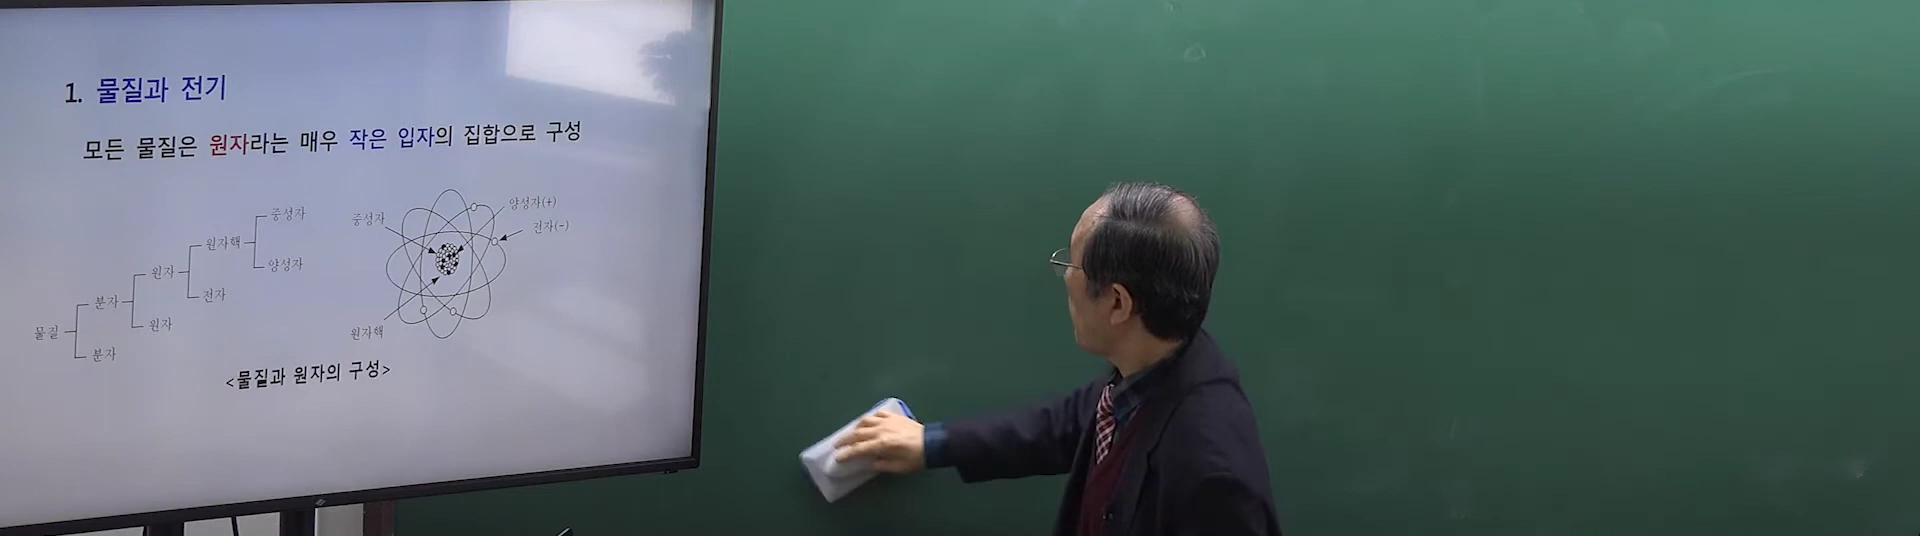 1. 물질과 전기
모든 물질은 원자라는 매우 작은 입자의 집합으로 구성
물질
분자
분자
원자
원자
원자핵
전자
중성자
양성자
중성자
양성자(+)
전자(-)
원자핵
<물질과 원자의 구성>